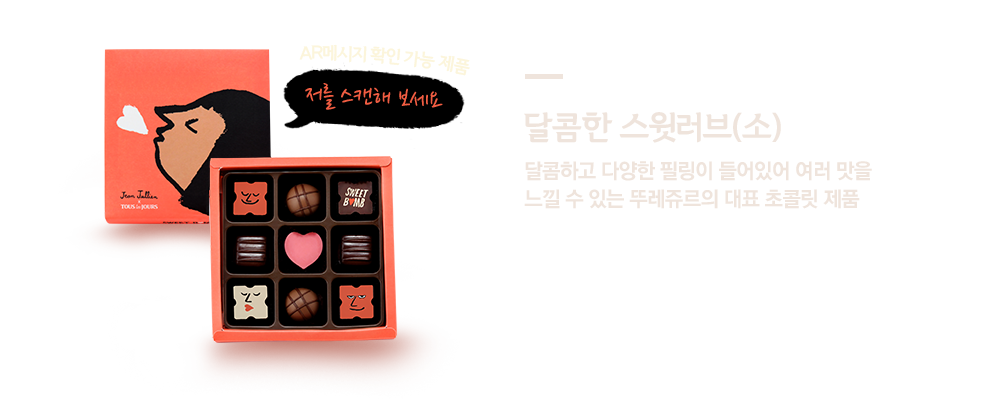 AR메시지 확인 가능 제품
저를 스캔해 보세요
달콤한 스윗러브(소)
달콤하고 다양한 필링이 들어있어 여러 맛을
느낄 수 있는 뚜레쥬르의 대표 초콜릿 제품
Jean Jullien
TOUS les JOURS
SWEET
BOMB